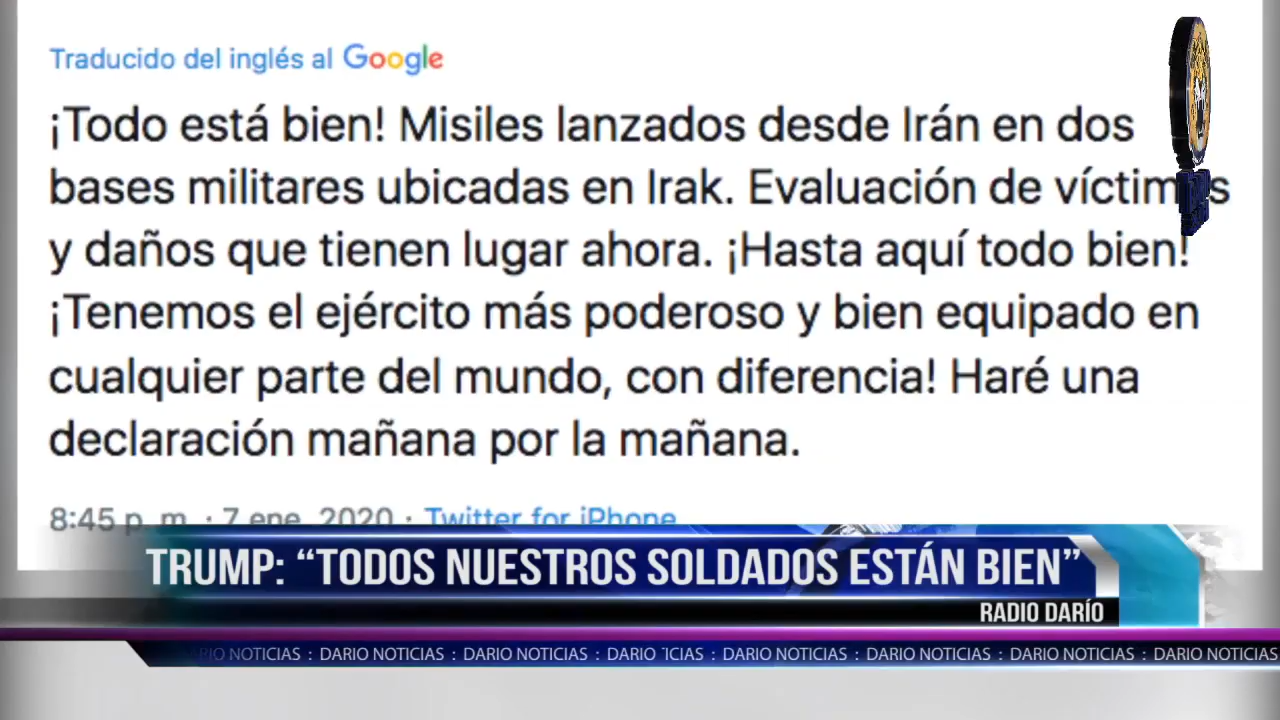 Traducido del inglés al Google
¡Todo está bien! Misiles lanzados desde Irán en dos
bases militares ubicadas en Irak. Evaluación de víctimas
y daños que tienen lugar ahora. ¡Hasta aquí todo bien!
¡Tenemos el ejército más poderoso y bien equipado en
cualquier parte del mundo, con diferencia! Haré una
declaración mañana por la mañana.
8:45 p. m. · 7 ene. 2020 · Twitter for iPhone
TRUMP: “TODOS NUESTROS SOLDADOS ESTÁN BIEN”
RADIO DARÍO
RIO NOTICIAS : DARIO NOTICIAS : DARIO NOTICIAS : DARIO ICIAS : DARIO NOTICIAS : DARIO NOTICIAS : DARIO NOTICIAS : DARIO NOTICIAS